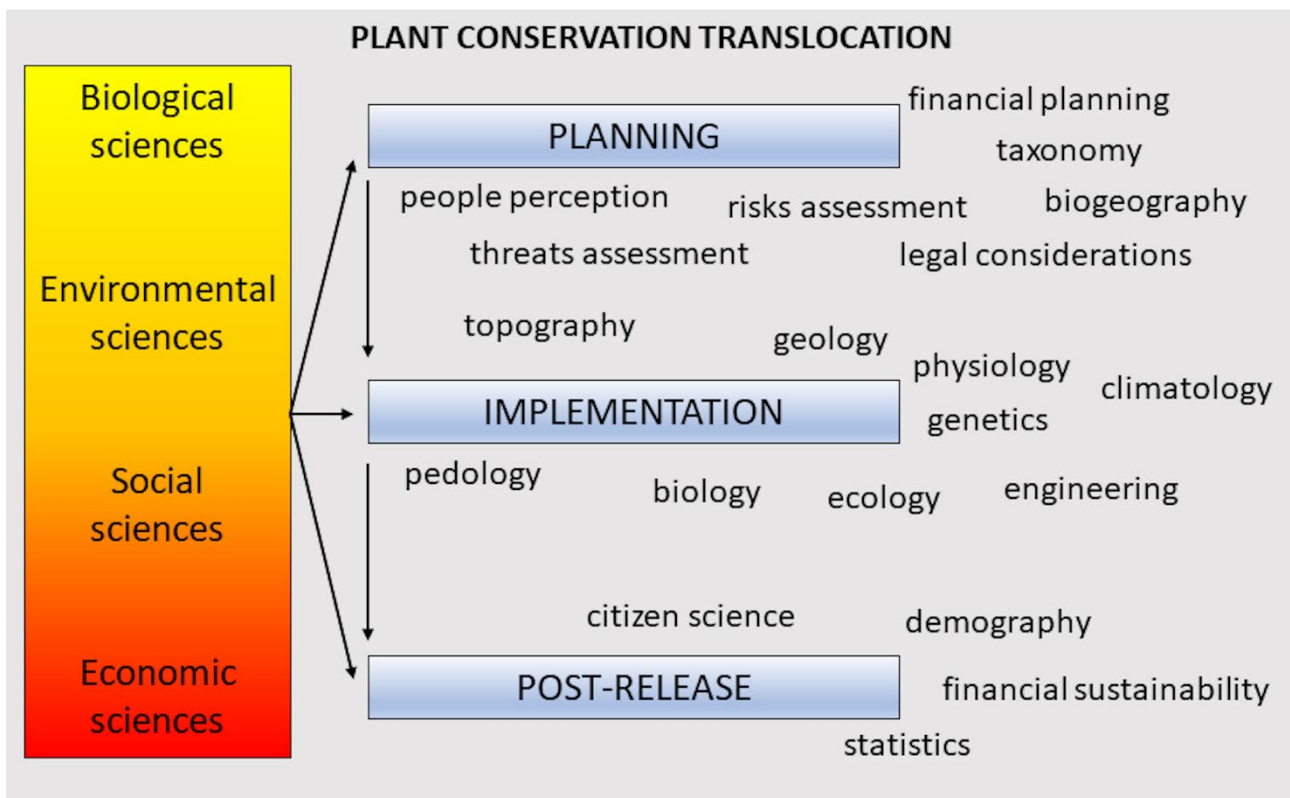 PLANT CONSERVATION TRANSLOCATION
Biological
sciences
Environmental
sciences
Social
sciences
Economic
sciences
PLANNING
financial planning
taxonomy
people perception
risks assessment
biogeography
threats assessment
legal considerations
topography
geology
physiology
climatology
IMPLEMENTATION
genetics
pedology
biology
ecology
engineering
citizen science
demography
POST-RELEASE
financial sustainability
statistics